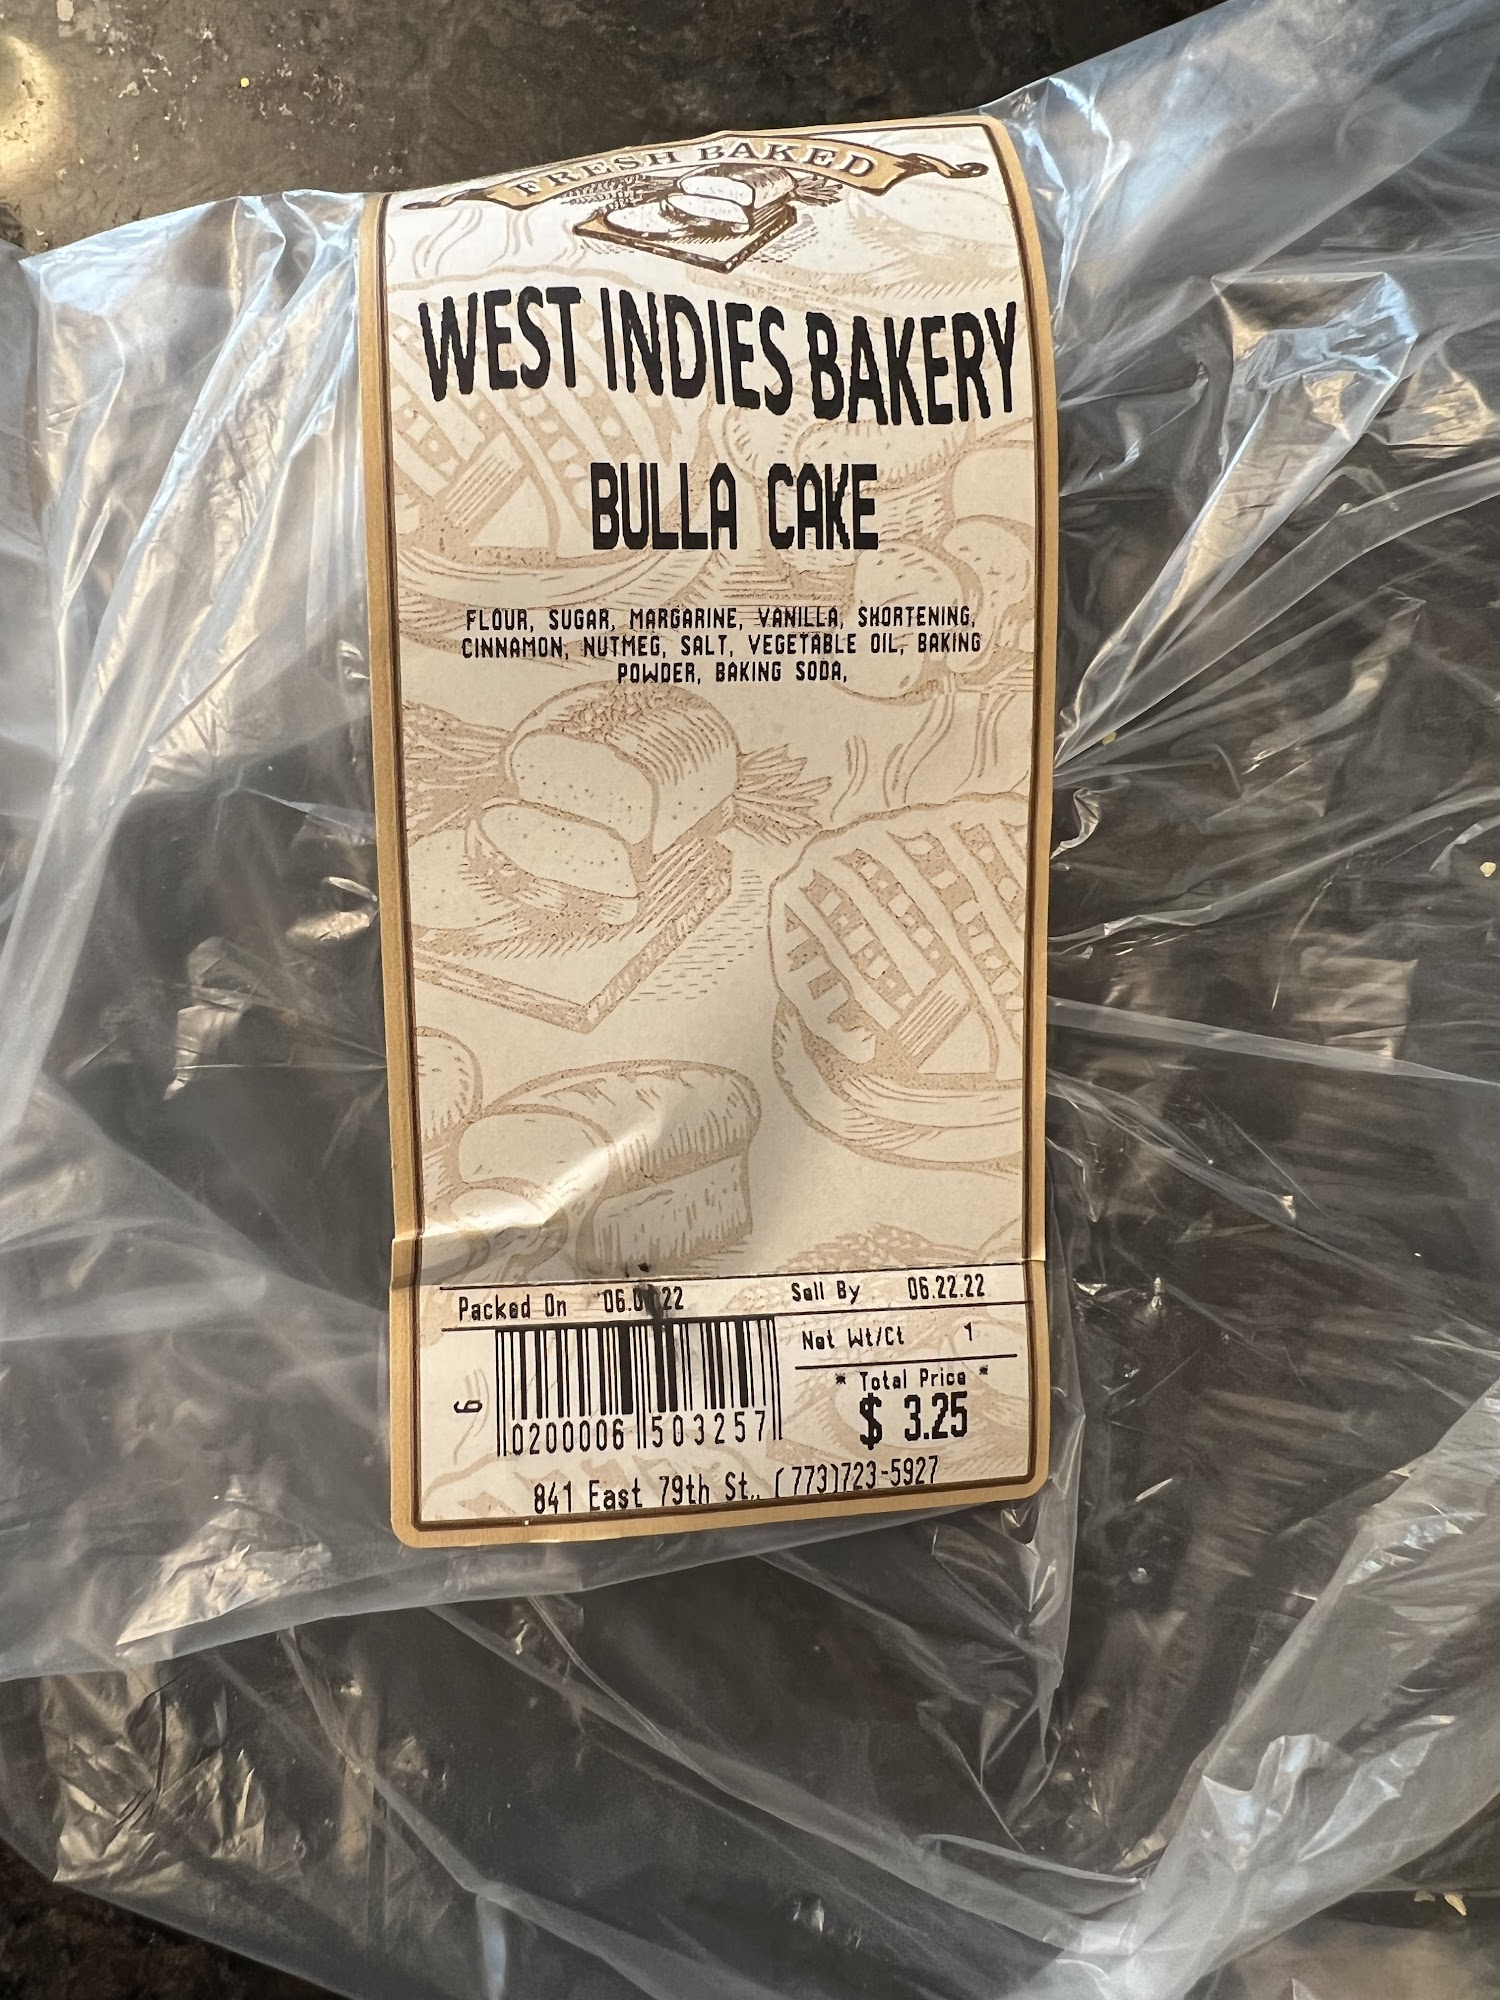 FRESH BAKED
WEST INDIES BAKERY
BULLA CAKE
FLOUR, SUGAR, MARGARINE, VANILLA, SHORTENING,
CINNAMON, NUTMEG, SALT, VEGETABLE OIL, BAKING
POWDER, BAKING SODA,
Packed On
Sell By 06.22.22
Net Wt/Ct 1
* Total Price *
$ 3.25
9
0200006 503257
841 East 79th St., (773)723-5927